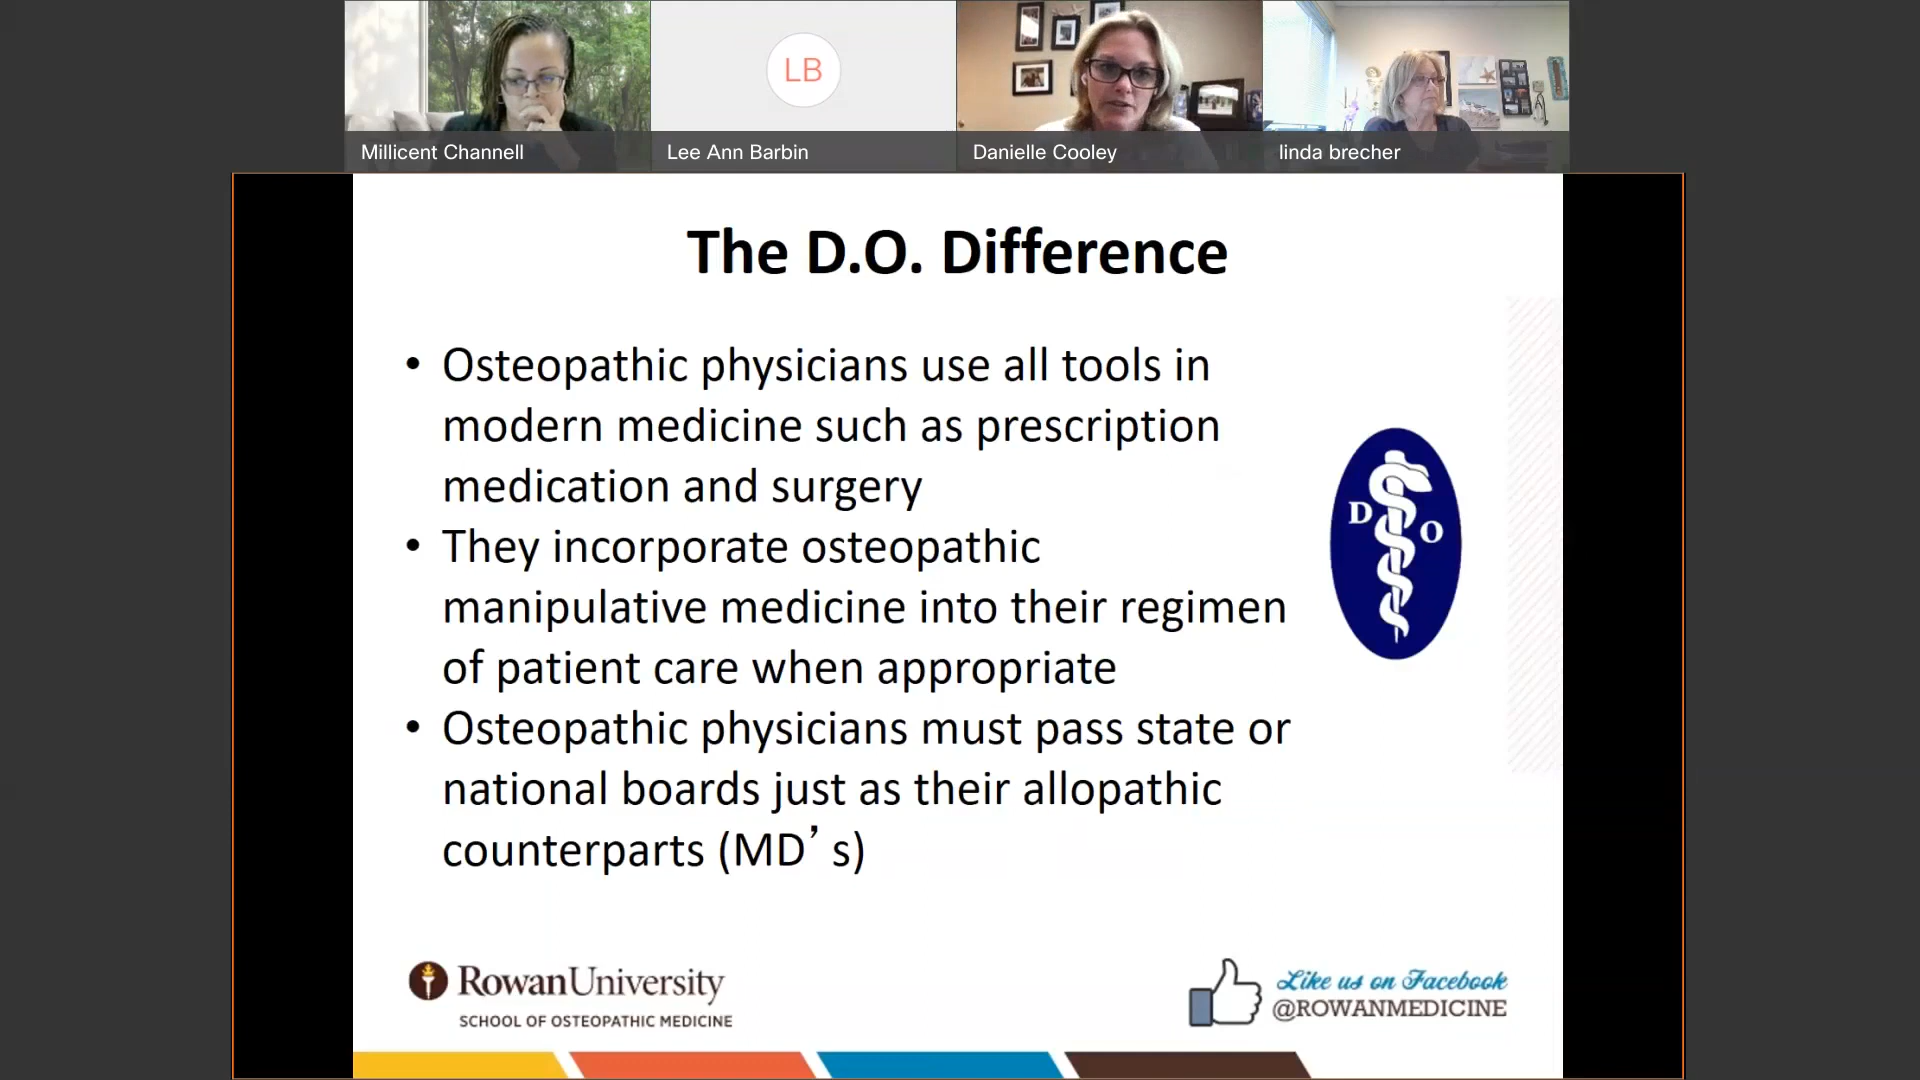 LB
Millicent Channell
Lee Ann Barbin
Danielle Cooley
linda brecher
The D.O. Difference
• Osteopathic physicians use all tools in
modern medicine such as prescription
medication and surgery
• They incorporate osteopathic
manipulative medicine into their regimen
of patient care when appropriate
• Osteopathic physicians must pass state or
national boards just as their allopathic
counterparts (MD’ s)
D O
RowanUniversity
SCHOOL OF OSTEOPATHIC MEDICINE
Like us on Facebook
@ROWANMEDICINE